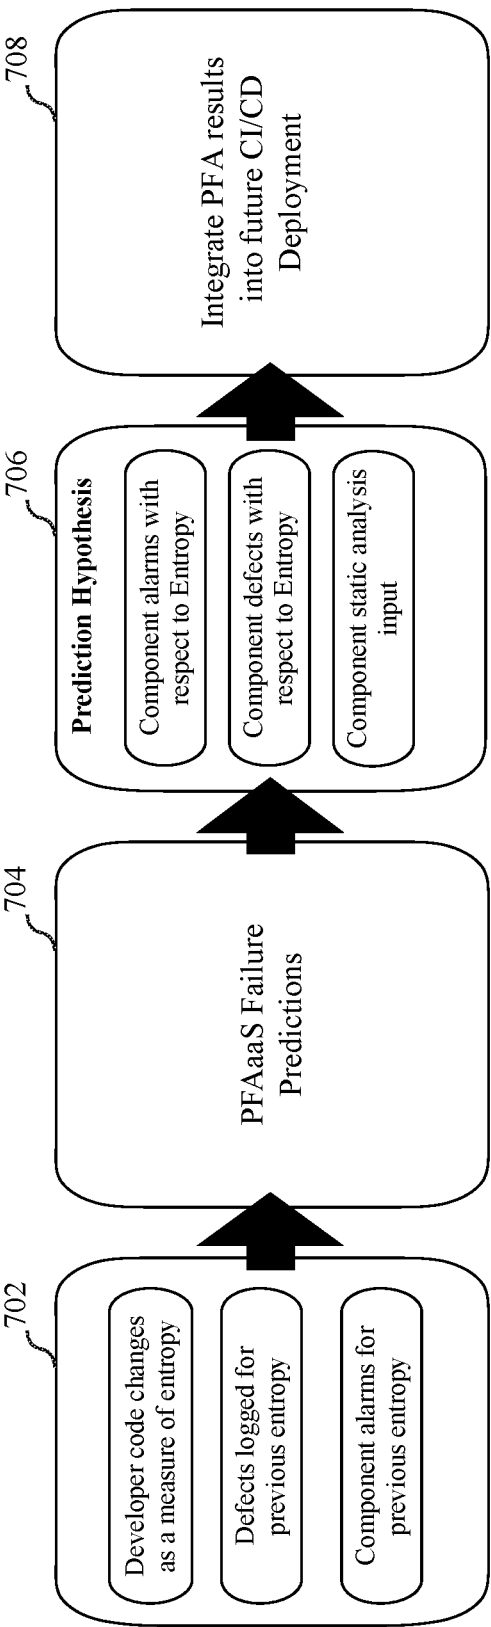 702
Developer code changes
as a measure of entropy
Defects logged for
previous entropy
Component alarms for
previous entropy
704
PFAaaS Failure
Predictions
706
Prediction Hypothesis
Component alarms with
respect to Entropy
Component defects with
respect to Entropy
Component static analysis
input
708
Integrate PFA results
into future CI/CD
Deployment